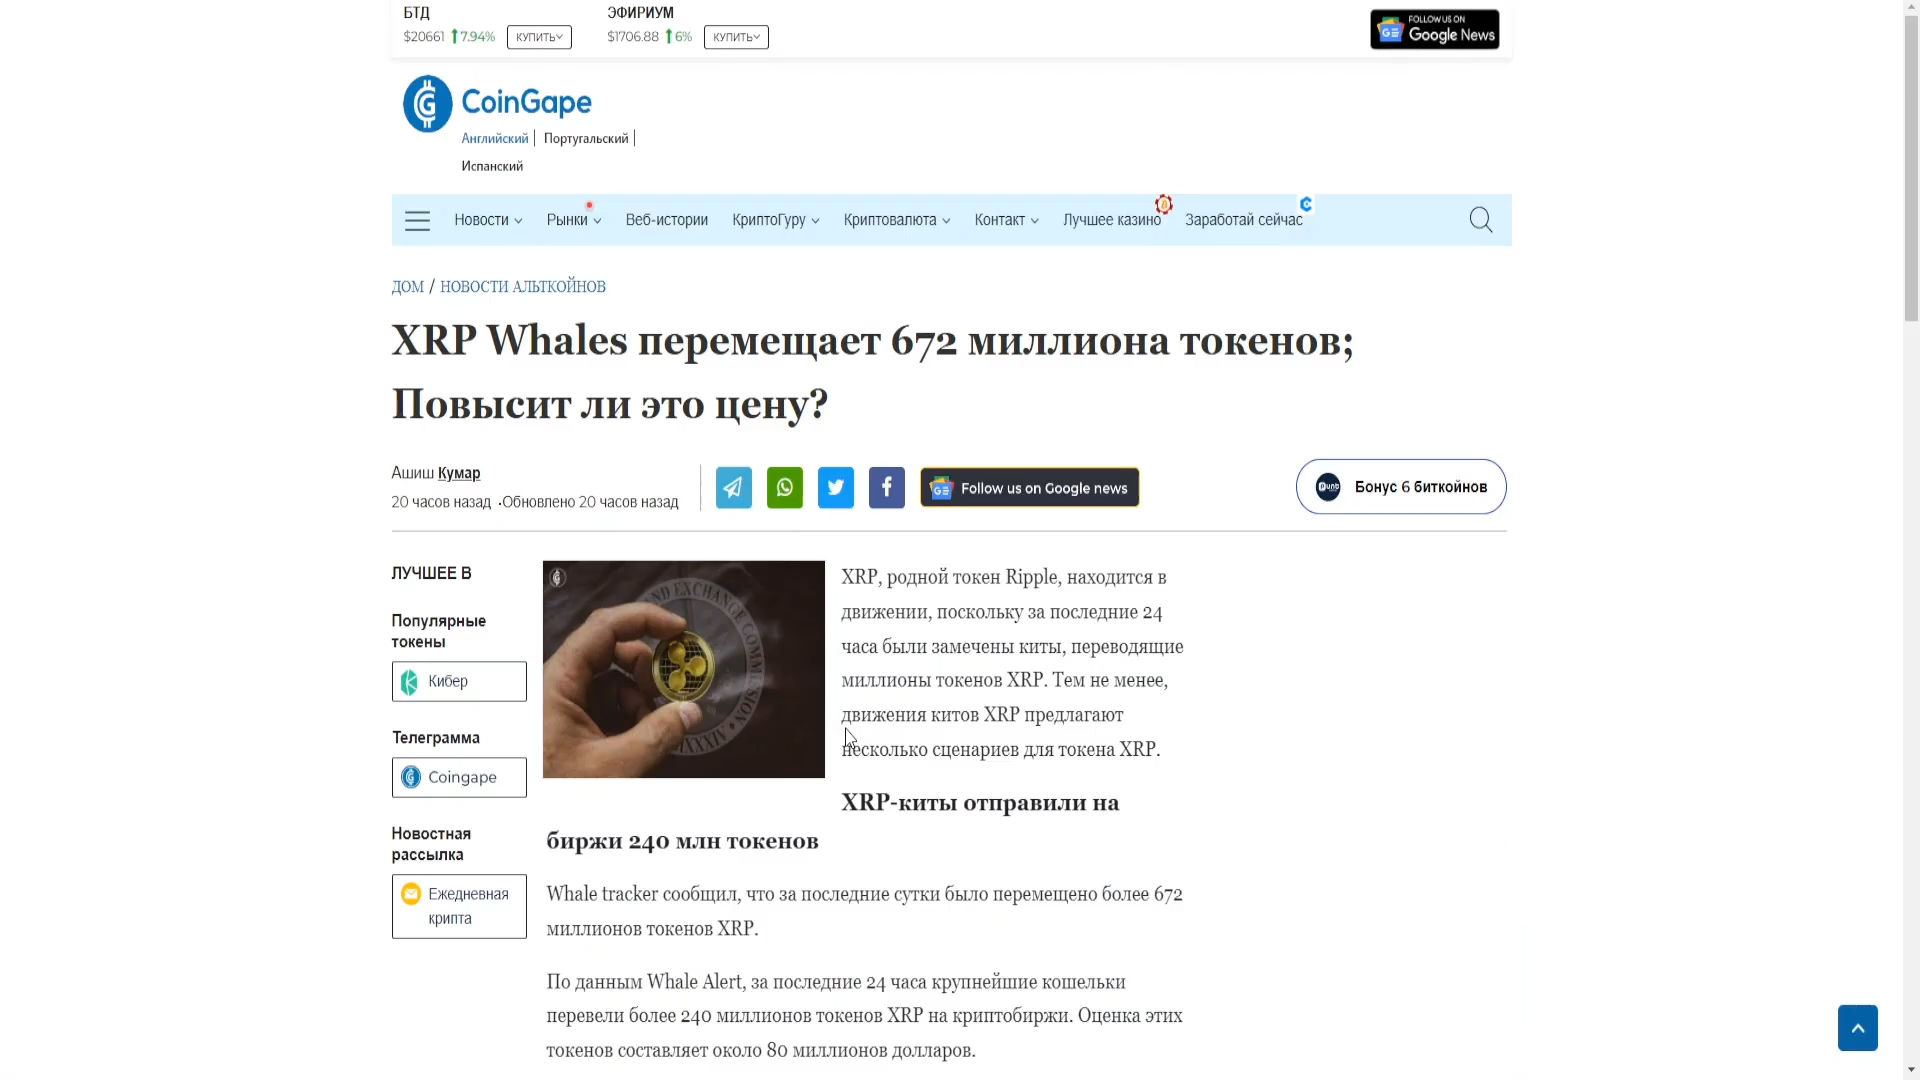 БТД
$20661 7.94% КУПИТЬ
ЭФИРИУМ
$1706.88 6% КУПИТЬ
FOLLOW US ON
Google News
CoinGape
Английский | Португальский |
Испанский
Новости Рынки Веб-истории КриптоГуру Криптовалюта Контакт Лучшее казино Заработай сейчас
ДОМ / НОВОСТИ АЛЬТКОЙНОВ
XRP Whales перемещает 672 миллиона токенов;
Повысит ли это цену?
Ашиш Кумар
20 часов назад ·Обновлено 20 часов назад
Follow us on Google news
Бонус 6 биткойнов
ЛУЧШЕЕ В
Популярные
токены
Кибер
Телеграмма
Coingape
Новостная
рассылка
Ежедневная
крипта
XRP, родной токен Ripple, находится в
движении, поскольку за последние 24
часа были замечены киты, переводящие
миллионы токенов XRP. Тем не менее,
движения китов XRP предлагают
несколько сценариев для токена XRP.
XRP-киты отправили на
биржи 240 млн токенов
Whale tracker сообщил, что за последние сутки было перемещено более 672
миллионов токенов XRP.
По данным Whale Alert, за последние 24 часа крупнейшие кошельки
перевели более 240 миллионов токенов XRP на криптобиржи. Оценка этих
токенов составляет около 80 миллионов долларов.